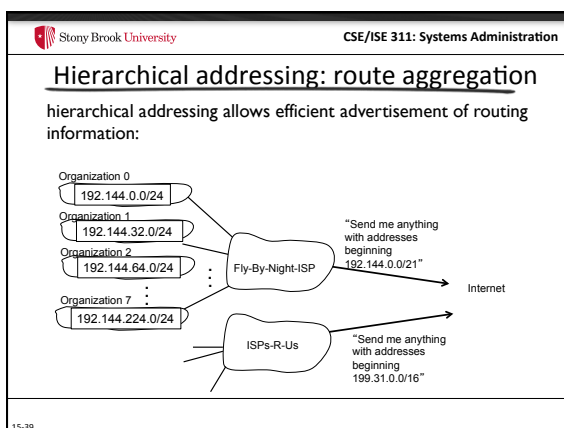 Stony Brook University
CSE/ISE 311: Systems Administration
Hierarchical addressing: route aggregation
hierarchical addressing allows efficient advertisement of routing
information:
Organization 0
192.144.0.0/24
Organization 1
192.144.32.0/24
Organization 2
192.144.64.0/24
Organization 7
192.144.224.0/24
Fly-By-Night-ISP
"Send me anything
with addresses
beginning
192.144.0.0/21"
Internet
ISPs-R-Us
"Send me anything
with addresses
beginning
199.31.0.0/16"
15-39